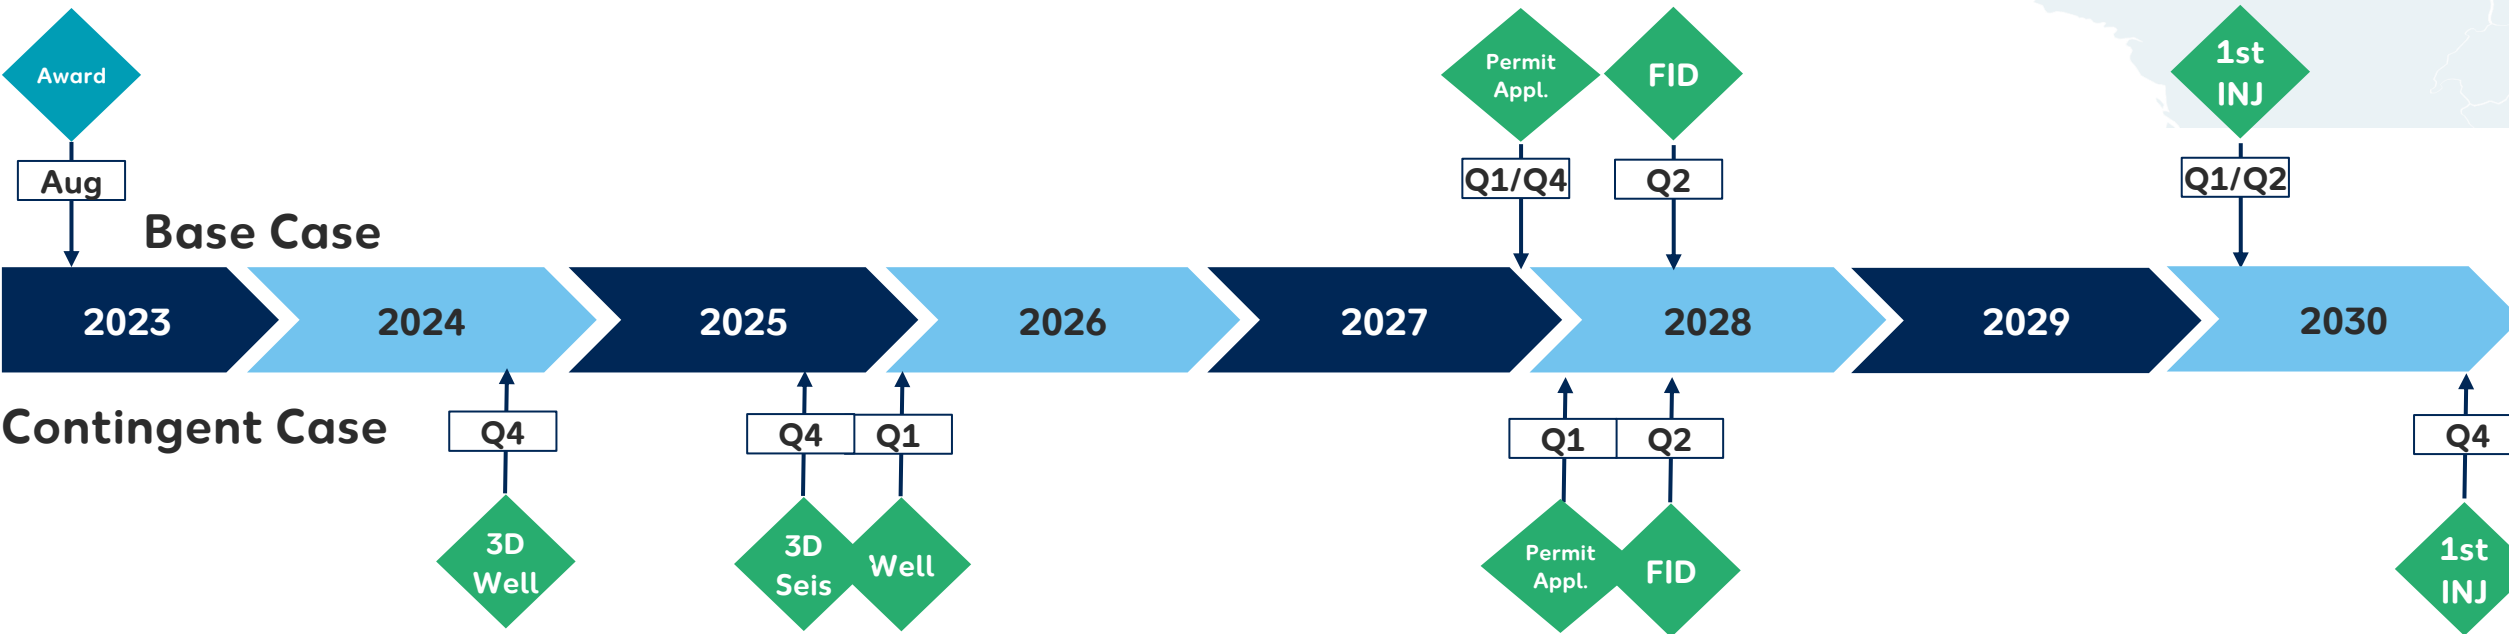 Award
Permit
Appl.
FID
1st
INJ
Aug
Q1/Q4
Q2
Q1/Q2
Base Case
2023
2024
2025
2026
2027
2028
2029
2030
Contingent Case
Q4
Q4
Q1
Q1
Q2
Q4
3D
Well
3D
Seis
Well
Permit
Appl.
FID
1st
INJ